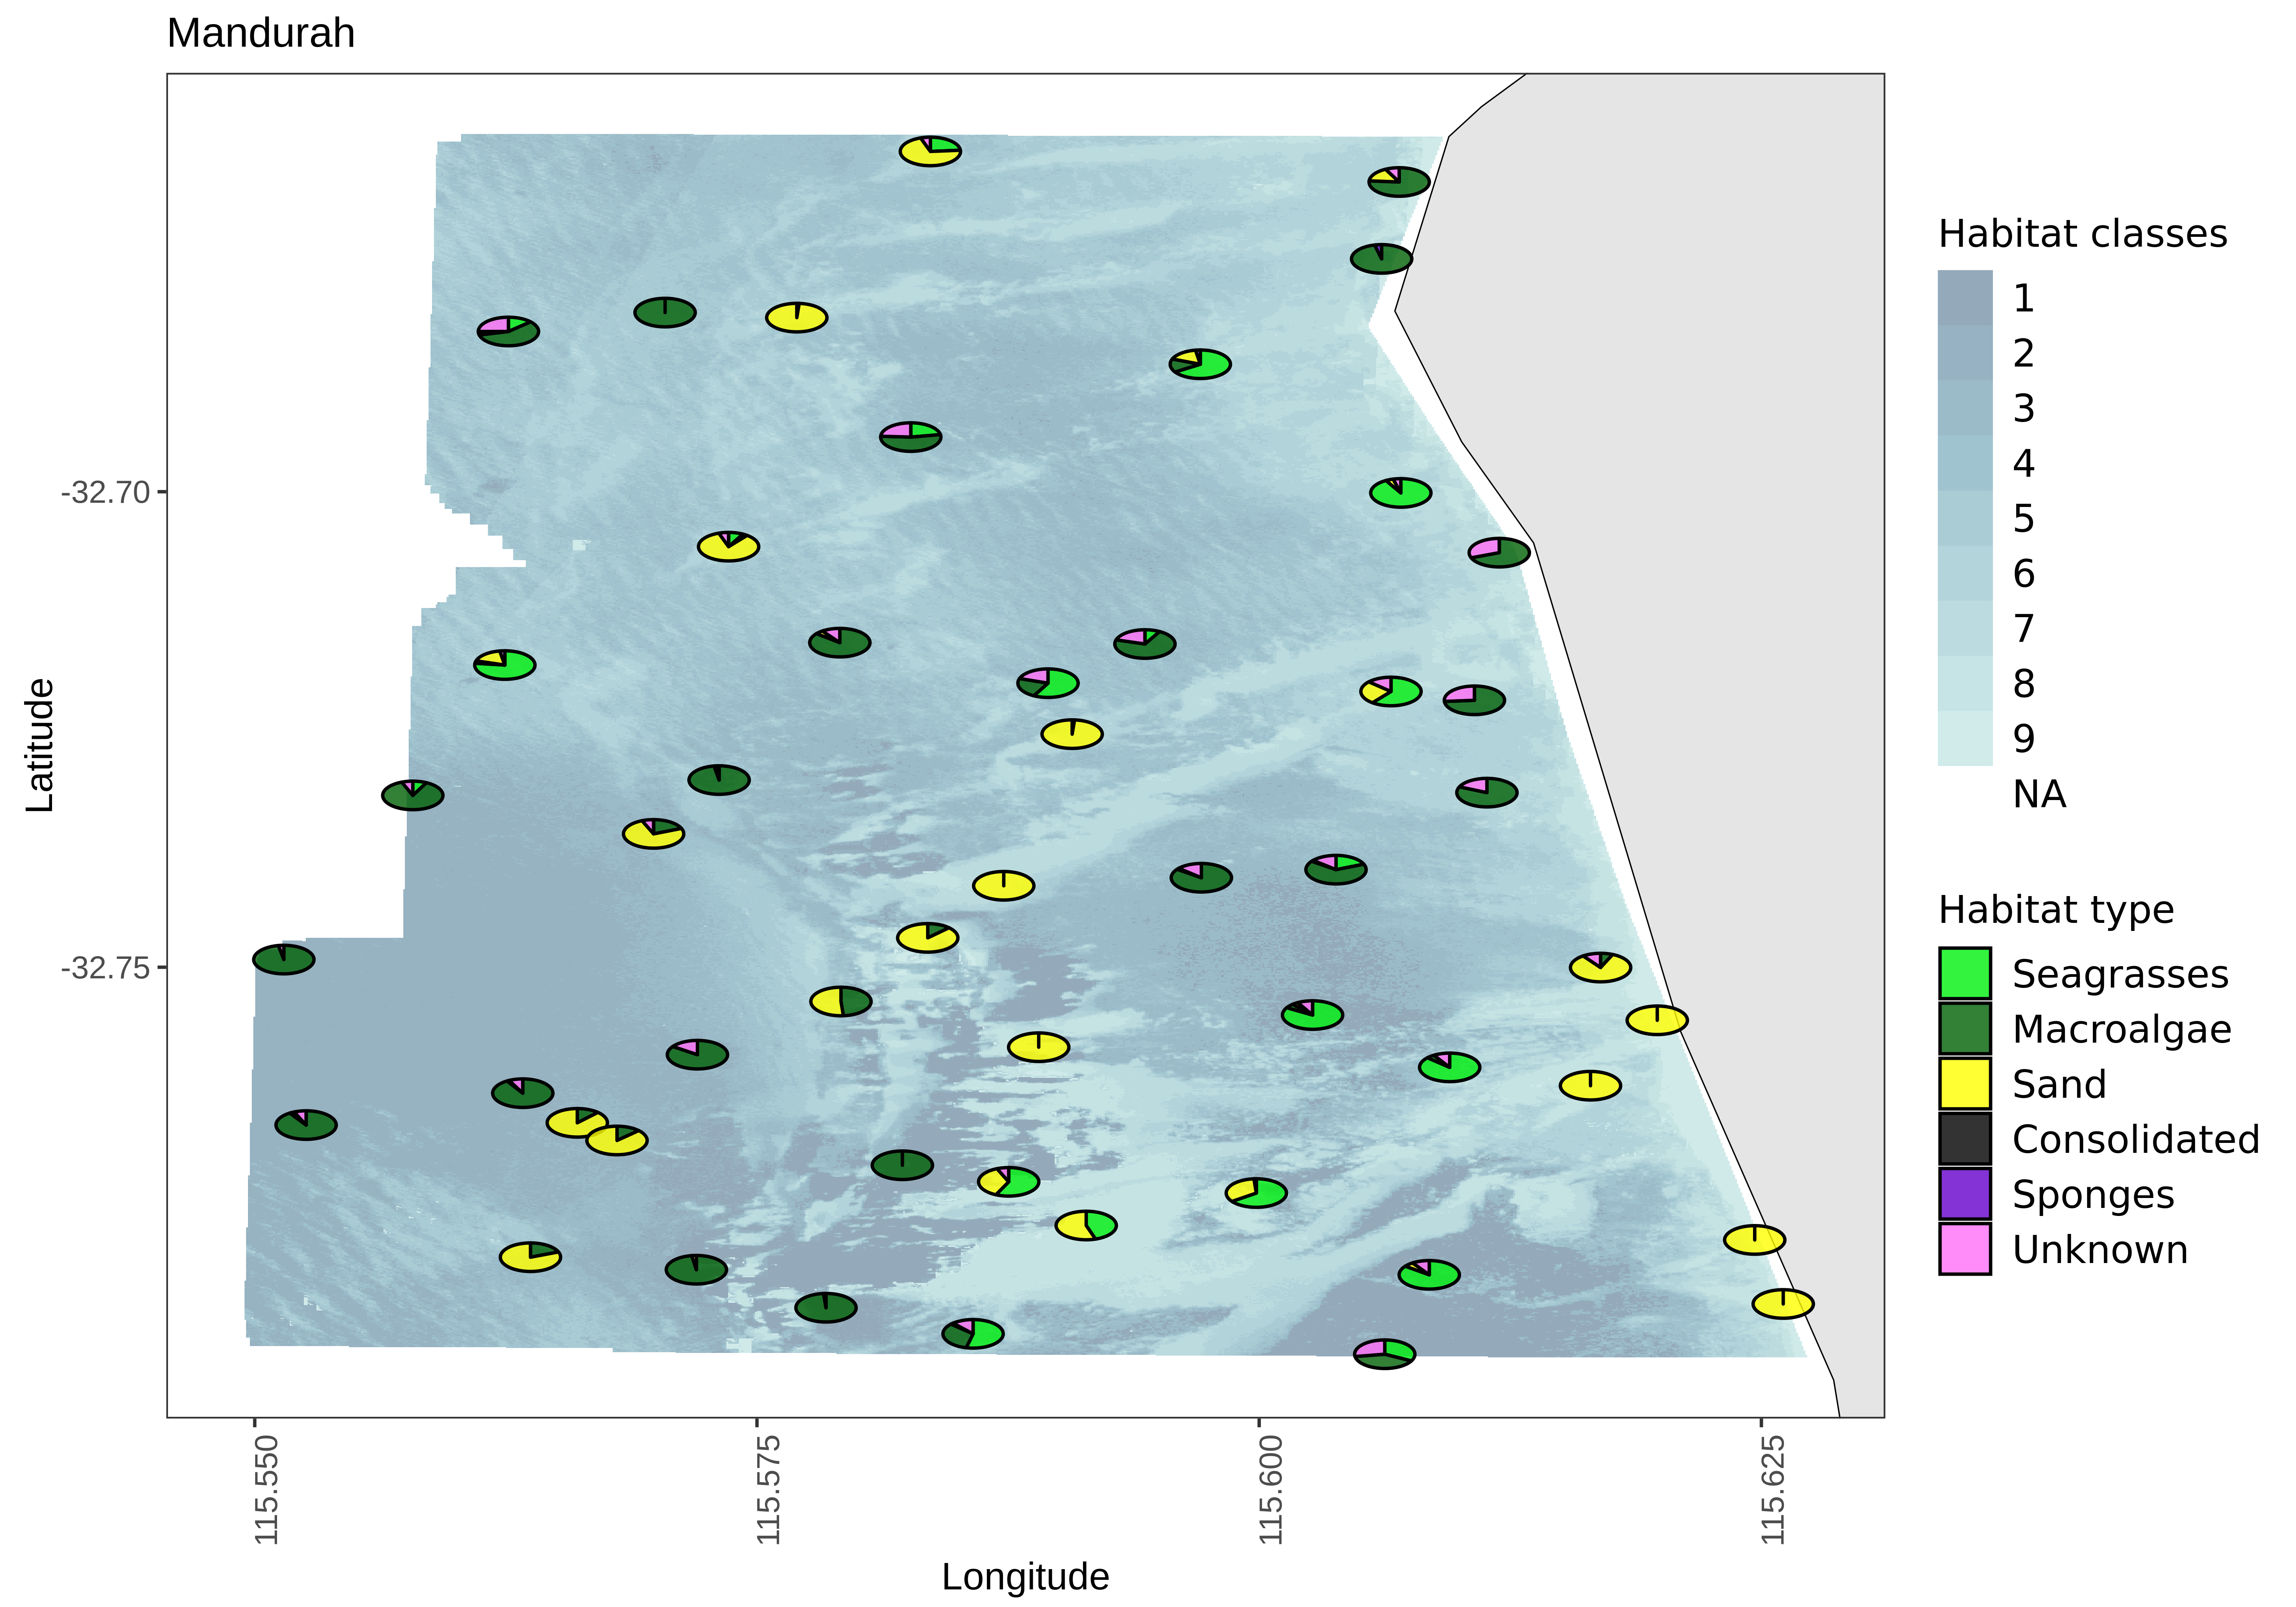 Mandurah
Habitat classes
1
2
3
4
5
6
7
8
9
NA
Habitat type
Seagrasses
Macroalgae
Sand
Consolidated
Sponges
Unknown
Latitude
-32.70
-32.75
115.550
115.575
115.600
115.625
Longitude